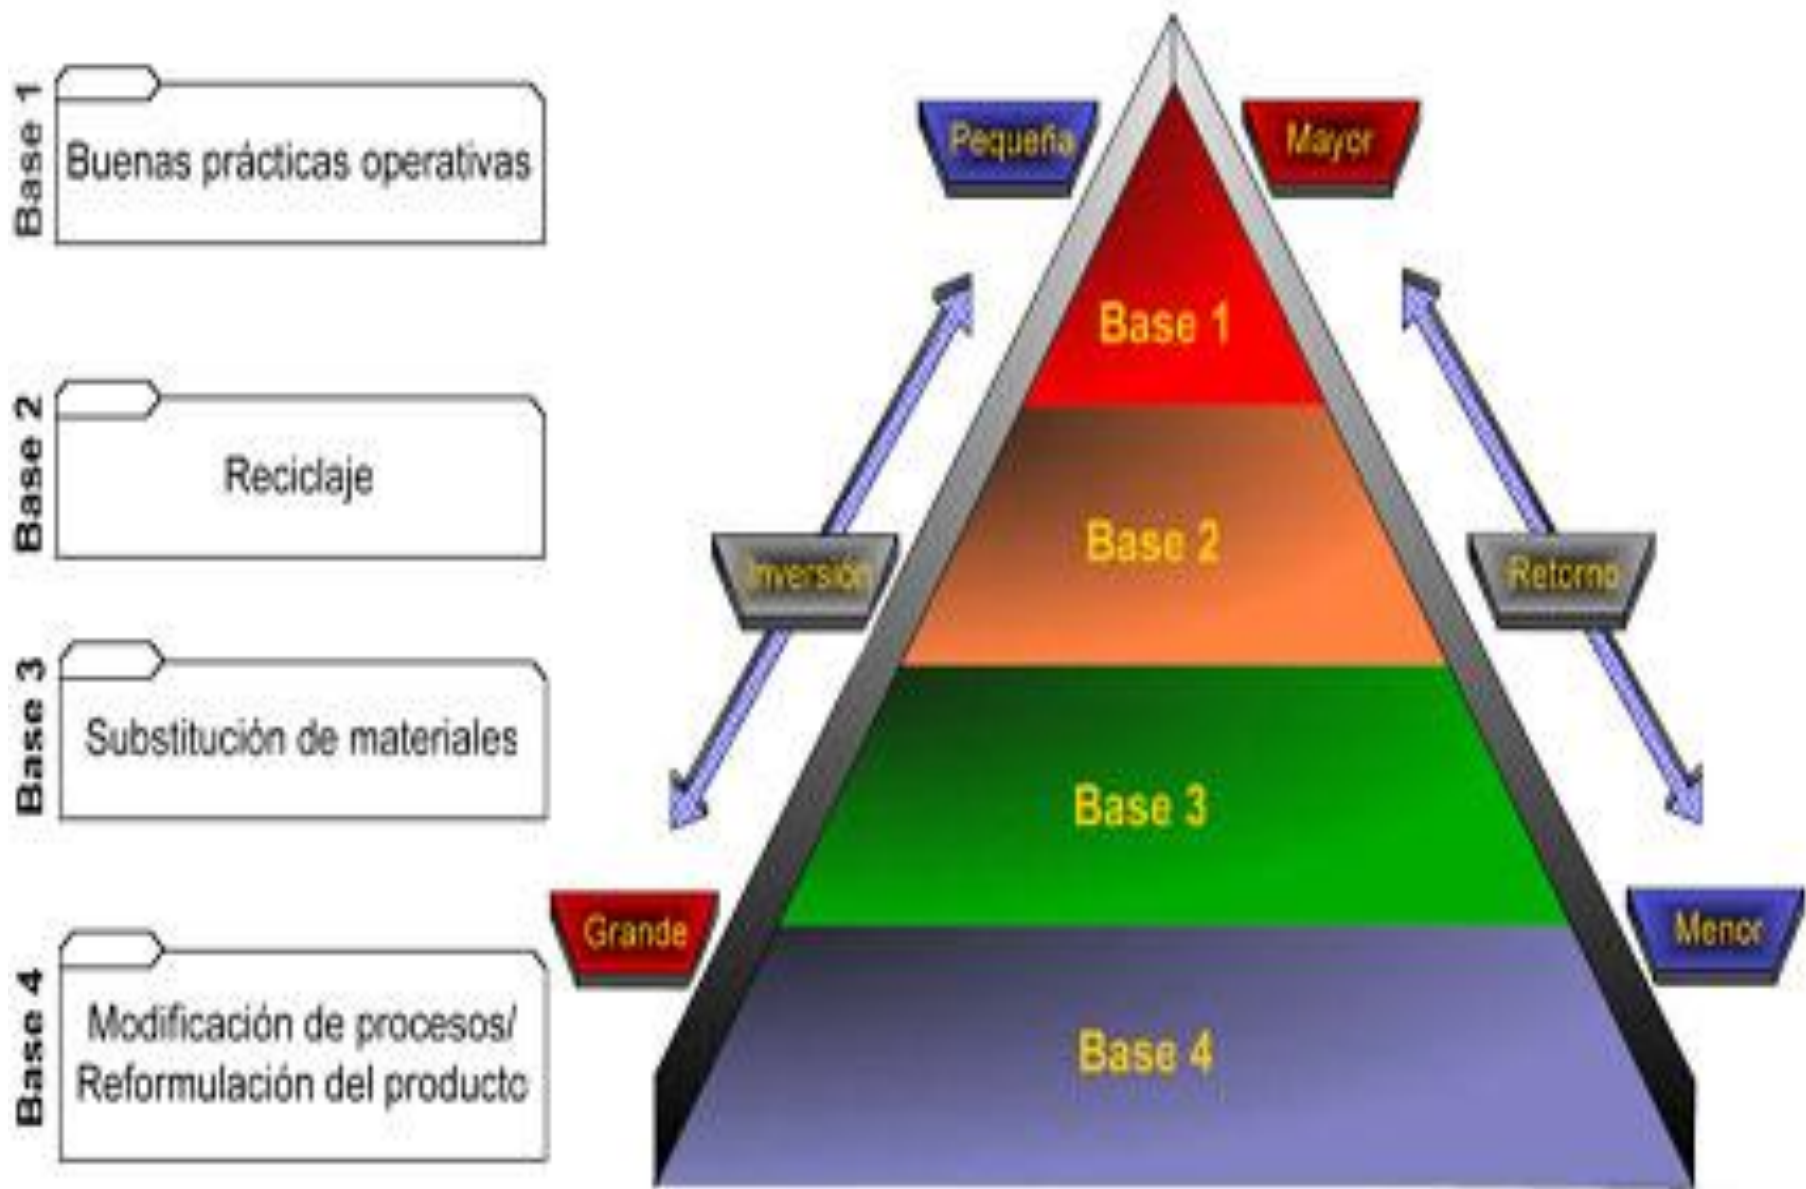 Base 1
Buenas prácticas operativas
Base 2
Reciclaje
Base 3
Substitución de materiales
Base 4
Modificación de procesos/
Reformulación del producto
Pequeña
Mayor
Base 1
Base 2
Inversión
Retorno
Base 3
Grande
Menor
Base 4